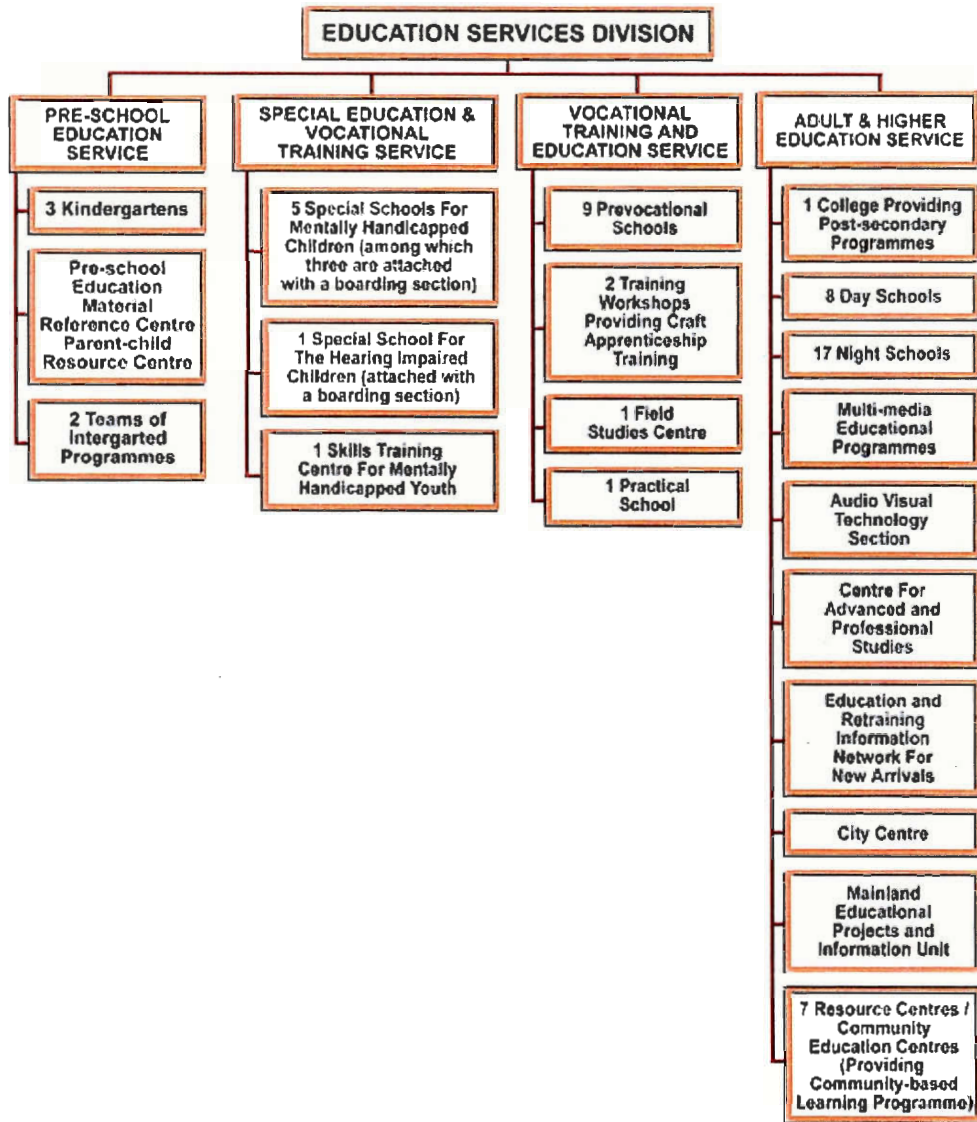 EDUCATION SERVICES DIVISION
PRE-SCHOOL
EDUCATION
SERVICE
3 Kindergartens
Pre-school
Education
Material
Reference Centre
Parent-child
Resource Centre
2 Teams of
Intergarted
Programmes
SPECIAL EDUCATION &
VOCATIONAL
TRAINING SERVICE
5 Special Schools For
Mentally Handicapped
Children (among which
three are attached
with a boarding section)
1 Special School For
The Hearing Impaired
Children (attached with
a boarding section)
1 Skills Training
Centre For Mentally
Handicapped Youth
VOCATIONAL
TRAINING AND
EDUCATION SERVICE
9 Prevocational
Schools
2 Training
Workshops
Providing Craft
Apprenticeship
Training
1 Field
Studies Centre
1 Practical
School
ADULT & HIGHER
EDUCATION SERVICE
1 College Providing
Post-secondary
Programmes
8 Day Schools
17 Night Schools
Multi-media
Educational
Programmes
Audio Visual
Technology
Section
Centre For
Advanced and
Professional
Studies
Education and
Retraining
Information
Network For
New Arrivals
City Centre
Mainland
Educational
Projects and
Information Unit
7 Resource Centres /
Community
Education Centres
(Providing
Community-based
Learning Programme)